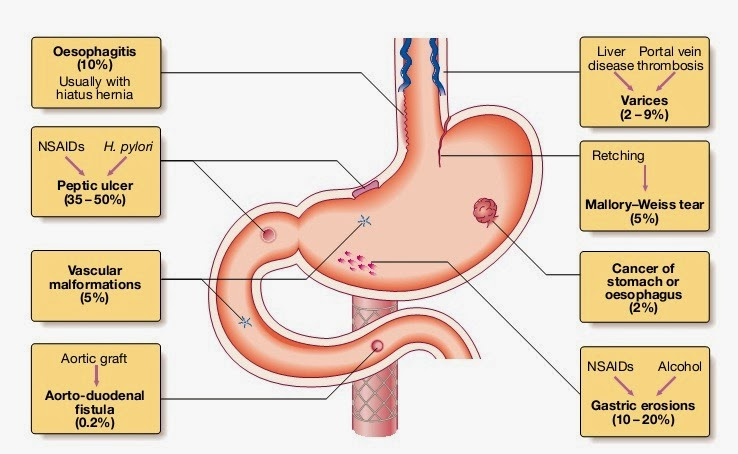 Oesophagitis
(10%)
Usually with
hiatus hernia
NSAIDs H. pylori
Peptic ulcer
(35–50%)
Vascular
malformations
(5%)
Aortic graft
Aorto-duodenal
fistula
(0.2%)
Liver Portal vein
disease thrombosis
Varices
(2–9%)
Retching
Mallory–Weiss tear
(5%)
Cancer of
stomach or
oesophagus
(2%)
NSAIDs Alcohol
Gastric erosions
(10–20%)